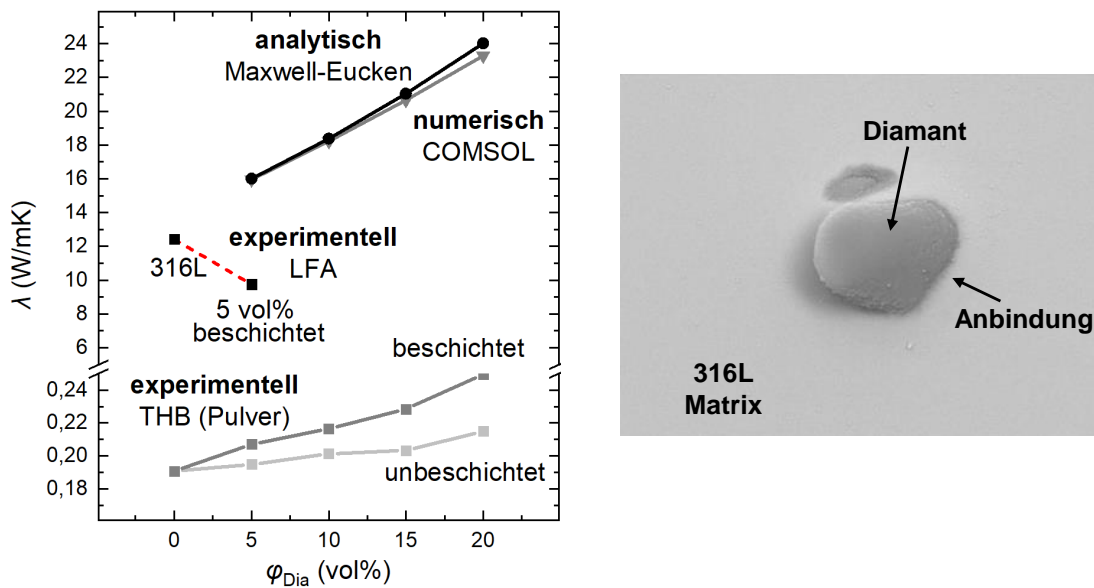 24
22
20
18
16
14
12
10
8
6
0,24
0,22
0,20
0,18
λ (W/mK)
analytisch
Maxwell-Eucken
numerisch
COMSOL
experimentell
LFA
316L
5 vol%
beschichtet
beschichtet
experimentell
THB (Pulver)
unbeschichtet
0 5 10 15 20
φDia (vol%)
Diamant
Anbindung
316L
Matrix